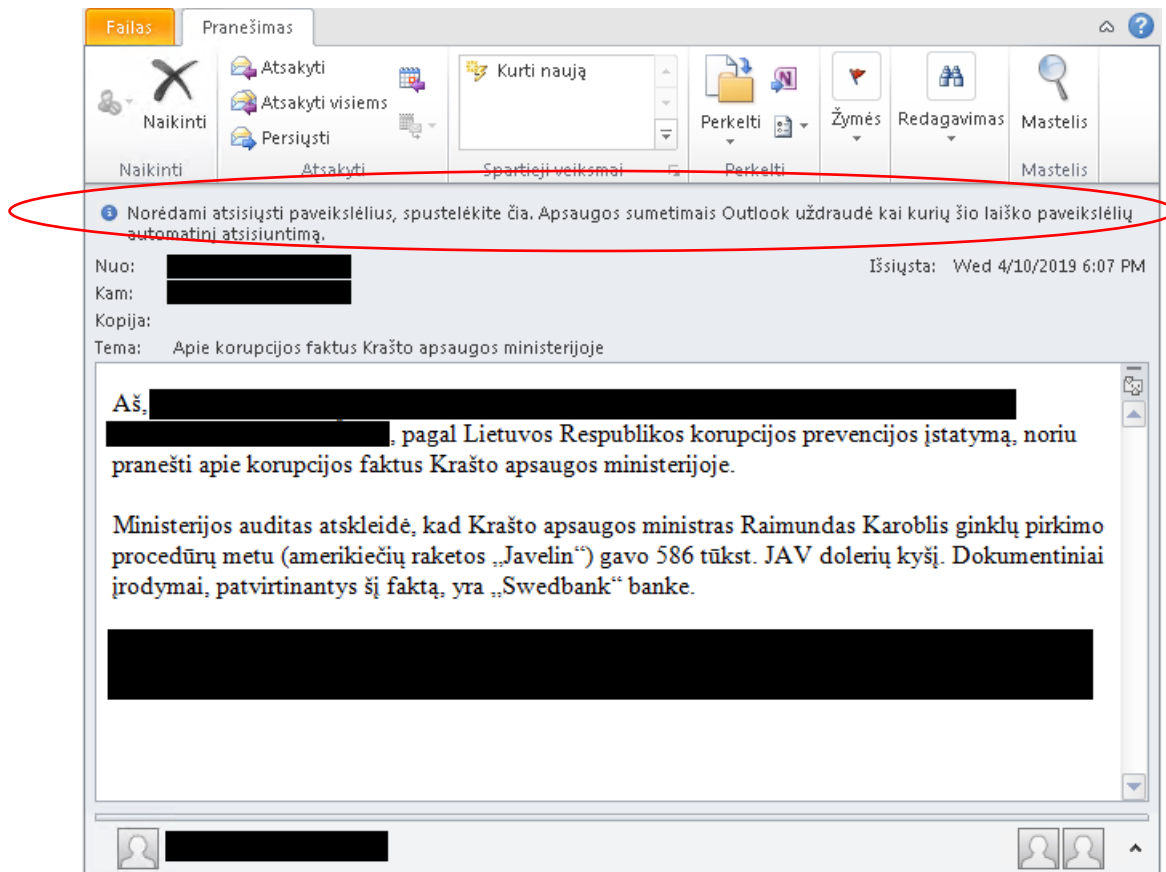 Failas Pranešimas
Naikinti
Atsakyti
Atsakyti visiems
Persiųsti
Kurti naują
Perkelti
Žymės
Redagavimas
Mastelis
Naikinti Atsakyti Spartieji veiksmai Perkelti Mastelis
Norėdami atsisiųsti paveikslėlius, spustelėkite čia. Apsaugos sumetimais Outlook uždraudė kai kurių šio laiško paveikslėlių
automatinį atsisiuntimą.
Nuo: Išsiųsta: Wed 4/10/2019 6:07 PM
Kam:
Kopija:
Tema: Apie korupcijos faktus Krašto apsaugos ministerijoje
Aš,
, pagal Lietuvos Respublikos korupcijos prevencijos įstatymą, noriu
pranešti apie korupcijos faktus Krašto apsaugos ministerijoje.
Ministerijos auditas atskleidė, kad Krašto apsaugos ministras Raimundas Karoblis ginklų pirkimo
procedūrų metu (amerikiečių raketos „Javelin“) gavo 586 tūkst. JAV dolerių kyšį. Dokumentiniai
įrodymai, patvirtinantys šį faktą, yra „Swedbank“ banke.